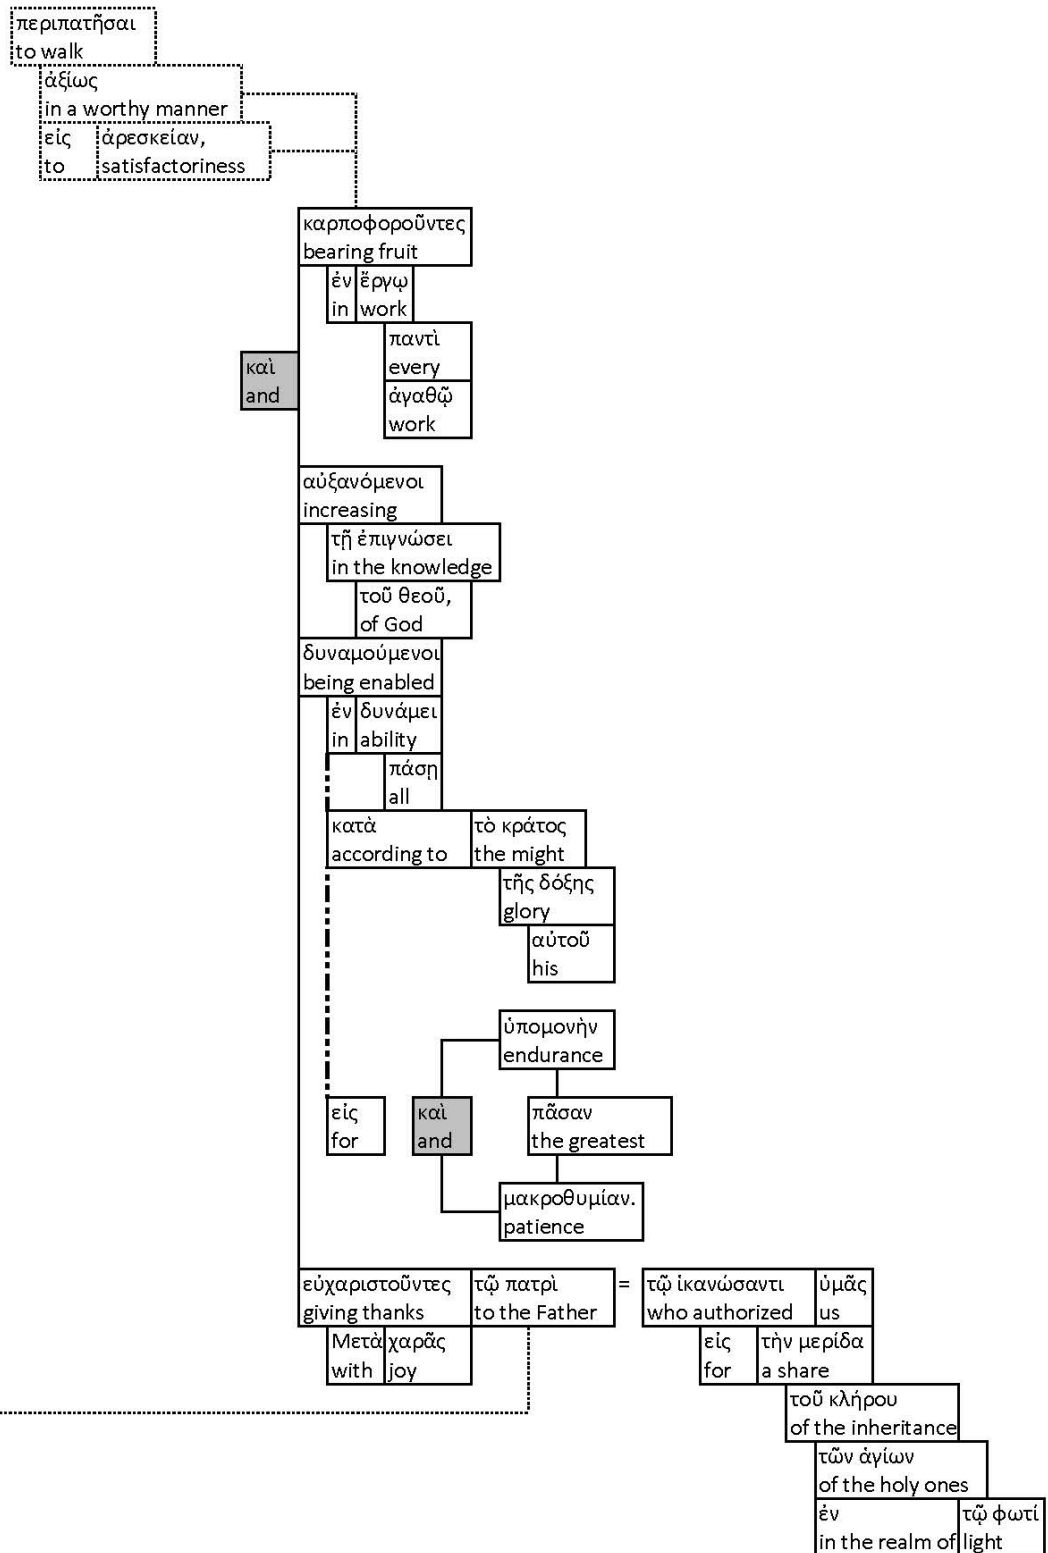 περιπατῆσαι
to walk
ἀξίως
in a worthy manner
εἰς ἀρεσκείαν,
to satisfactoriness
καρποφοροῦντες
bearing fruit
ἐν ἔργῳ
in work
παντὶ
every
καὶ
and
ἀγαθῷ
work
αὐξανόμενοι
increasing
τῇ ἐπιγνώσει
in the knowledge
τοῦ θεοῦ,
of God
δυναμούμενοι
being enabled
ἐν δυνάμει
in ability
πάσῃ
all
κατὰ τὸ κράτος
according to the might
τῆς δόξης
glory
αὐτοῦ
his
ὑπομονὴν
endurance
εἰς καὶ πᾶσαν
for and the greatest
μακροθυμίαν.
patience
εὐχαριστοῦντες τῷ πατρὶ = τῷ ἱκανώσαντι ὑμᾶς
giving thanks to the Father who authorized us
Μετὰ χαρᾶς εἰς τὴν μερίδα
with joy for a share
τοῦ κλήρου
of the inheritance
τῶν ἁγίων
of the holy ones
ἐν τῷ φωτί
in the realm of light